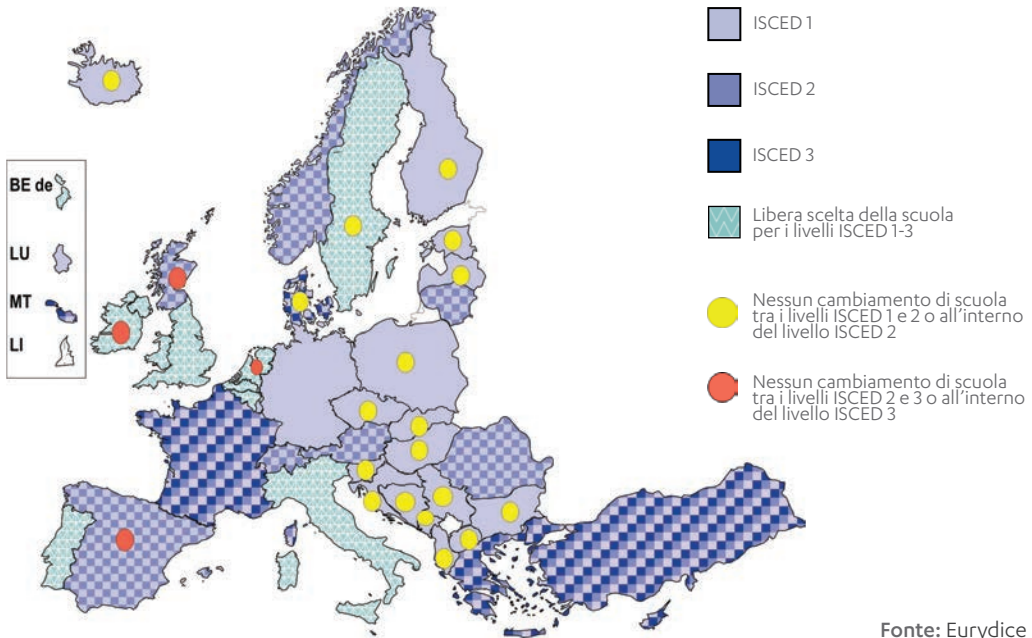 ISCED 1
ISCED 2
ISCED 3
Libera scelta della scuola
per i livelli ISCED 1-3
Nessun cambiamento di scuola
tra i livelli ISCED 1 e 2 o all’interno
del livello ISCED 2
Nessun cambiamento di scuola
tra i livelli ISCED 2 e 3 o all’interno
del livello ISCED 3
BE de
LU
MT
LI
Fonte: Eurydice